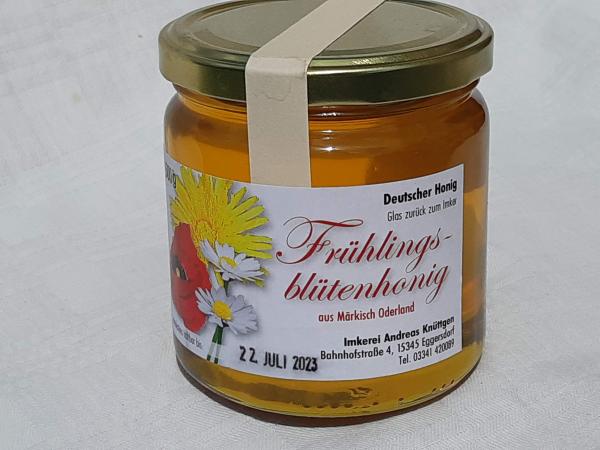 Deutscher Honig
Glas zurück zum Imker
Frühlings-
blütenhonig
aus Märkisch Oderland
Imkerei Andreas Knüttgen
Bahnhofstraße 4, 15345 Eggersdorf
Tel. 03341 420089
22. JULI 2023